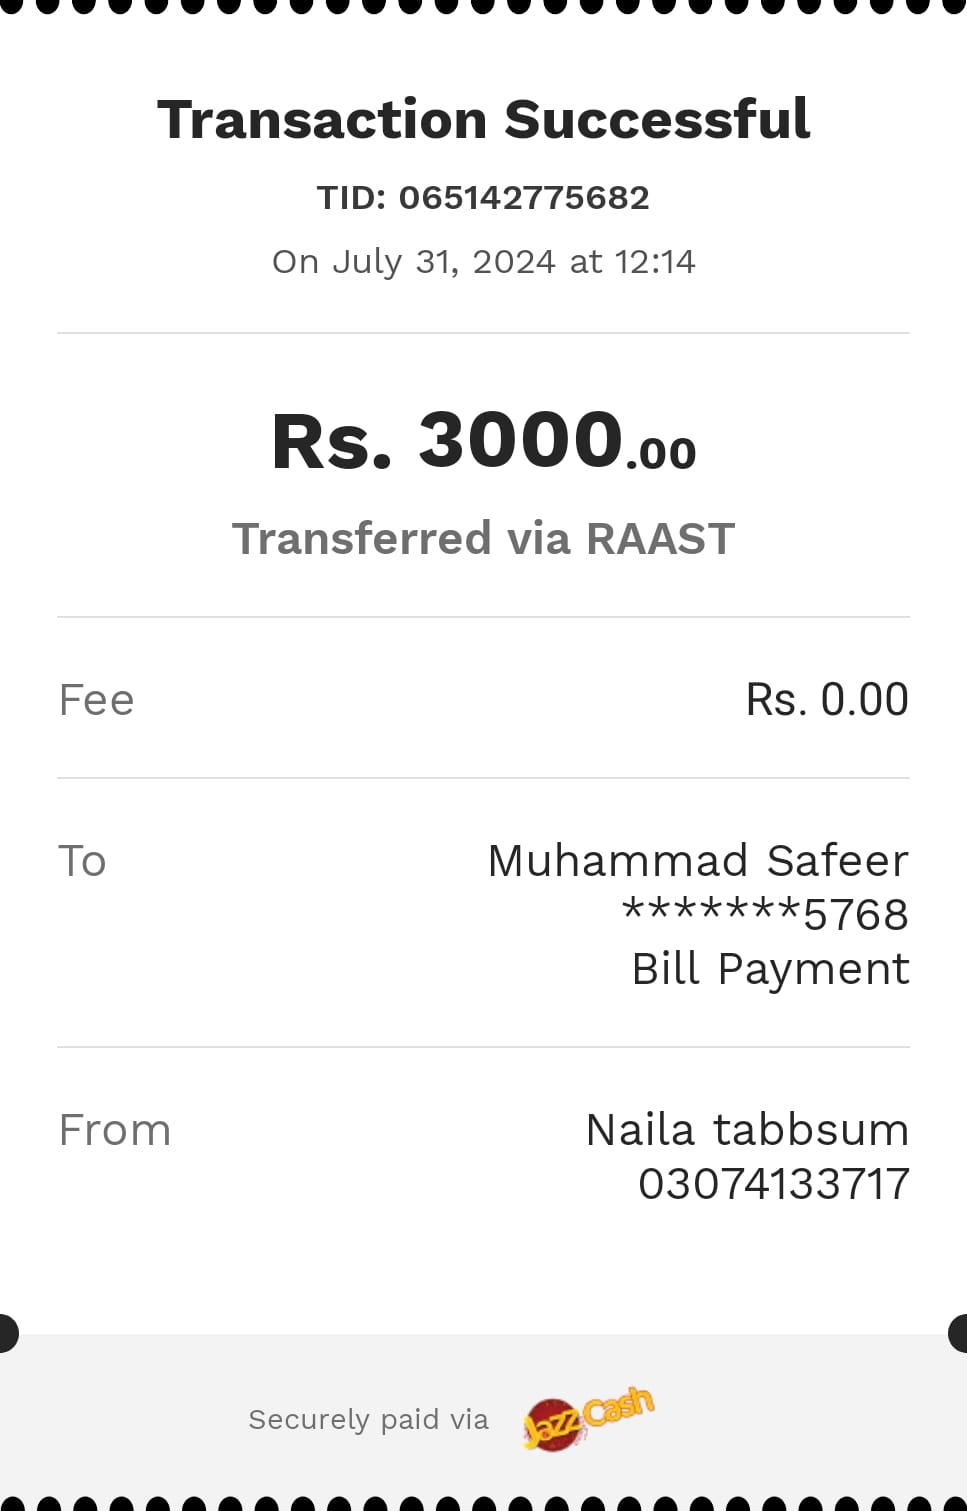 Transaction Successful
TID: 065142775682
On July 31, 2024 at 12:14
Rs. 3000.00
Transferred via RAAST
Fee
Rs. 0.00
To
Muhammad Safeer
*******5768
Bill Payment
From
Naila tabbsum
03074133717
Securely paid via
JazzCash